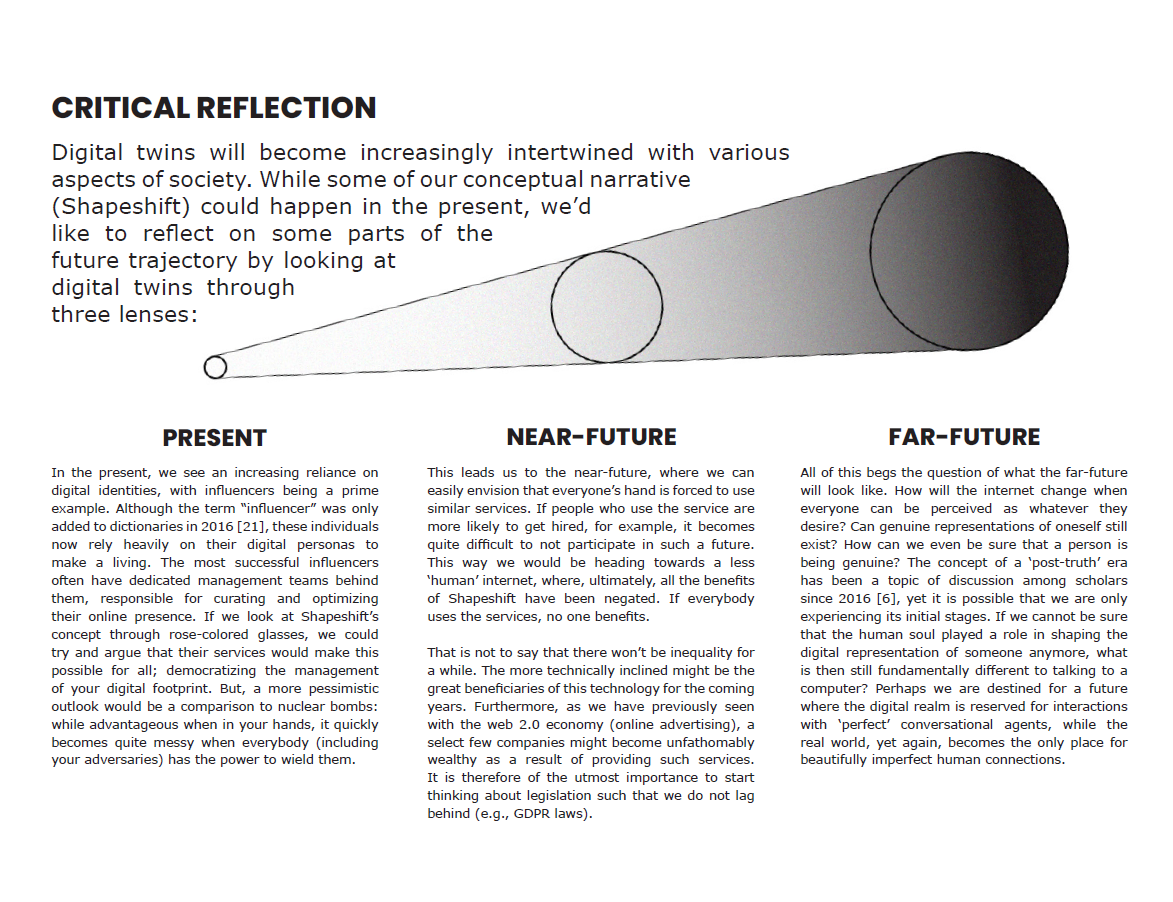 CRITICAL REFLECTION
Digital twins will become increasingly intertwined with various
aspects of society. While some of our conceptual narrative
(Shapeshift) could happen in the present, we’d
like to reflect on some parts of the
future trajectory by looking at
digital twins through
three lenses:
PRESENT
In the present, we see an increasing reliance on
digital identities, with influencers being a prime
example. Although the term “influencer” was only
added to dictionaries in 2016 [21], these individuals
now rely heavily on their digital personas to
make a living. The most successful influencers
often have dedicated management teams behind
them, responsible for curating and optimizing
their online presence. If we look at Shapeshift’s
concept through rose-colored glasses, we could
try and argue that their services would make this
possible for all; democratizing the management
of your digital footprint. But, a more pessimistic
outlook would be a comparison to nuclear bombs:
while advantageous when in your hands, it quickly
becomes quite messy when everybody (including
your adversaries) has the power to wield them.
NEAR-FUTURE
This leads us to the near-future, where we can
easily envision that everyone’s hand is forced to use
similar services. If people who use the service are
more likely to get hired, for example, it becomes
quite difficult to not participate in such a future.
This way we would be heading towards a less
‘human’ internet, where, ultimately, all the benefits
of Shapeshift have been negated. If everybody
uses the services, no one benefits.
That is not to say that there won’t be inequality for
a while. The more technically inclined might be the
great beneficiaries of this technology for the coming
years. Furthermore, as we have previously seen
with the web 2.0 economy (online advertising), a
select few companies might become unfathomably
wealthy as a result of providing such services.
It is therefore of the utmost importance to start
thinking about legislation such that we do not lag
behind (e.g., GDPR laws).
FAR-FUTURE
All of this begs the question of what the far-future
will look like. How will the internet change when
everyone can be perceived as whatever they
desire? Can genuine representations of oneself still
exist? How can we even be sure that a person is
being genuine? The concept of a ‘post-truth’ era
has been a topic of discussion among scholars
since 2016 [6], yet it is possible that we are only
experiencing its initial stages. If we cannot be sure
that the human soul played a role in shaping the
digital representation of someone anymore, what
is then still fundamentally different to talking to a
computer? Perhaps we are destined for a future
where the digital realm is reserved for interactions
with ‘perfect’ conversational agents, while the
real world, yet again, becomes the only place for
beautifully imperfect human connections.